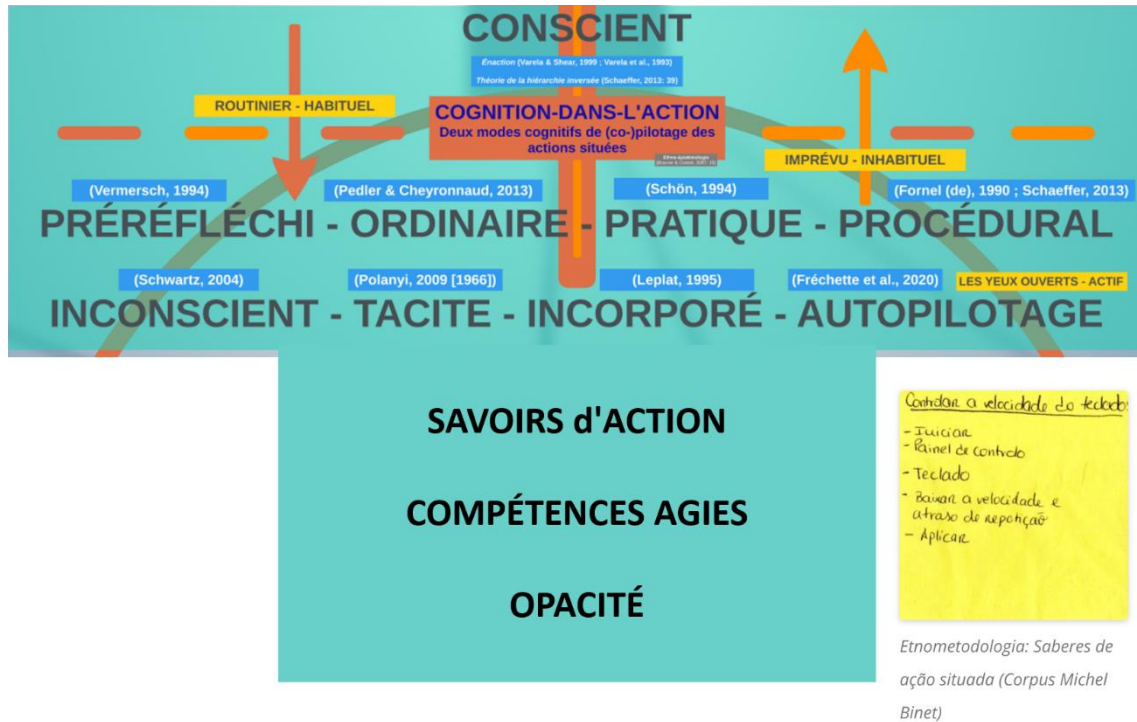 CONSCIENT
Énaction (Varela & Shear, 1999 ; Varela et al., 1993)
Théorie de la hiérarchie inversée (Schaeffer, 2013: 39)
ROUTINIER - HABITUEL
COGNITION-DANS-L'ACTION
Deux modes cognitifs de (co-)pilotage des
actions situées
IMPRÉVU - INHABITUEL
(Vermersch, 1994)
(Pedler & Cheyronnaud, 2013)
(Schön, 1994)
(Fornel (de), 1990 ; Schaeffer, 2013)
PRÉRÉFLÉCHI - ORDINAIRE - PRATIQUE - PROCÉDURAL
(Schwartz, 2004)
(Polanyi, 2009 [1966])
(Leplat, 1995)
(Fréchette et al., 2020)
LES YEUX OUVERTS - ACTIF
INCONSCIENT - TACITE - INCORPORÉ - AUTOPILOTAGE
SAVOIRS d'ACTION
COMPÉTENCES AGIES
OPACITÉ
Controlar a velocidade do teclado:
- Iniciar
- Painel de controlo
- Teclado
- Baixar a velocidade e
atraso de repetição
- Aplicar
Etnometodologia: Saberes de
ação situada (Corpus Michel
Binet)